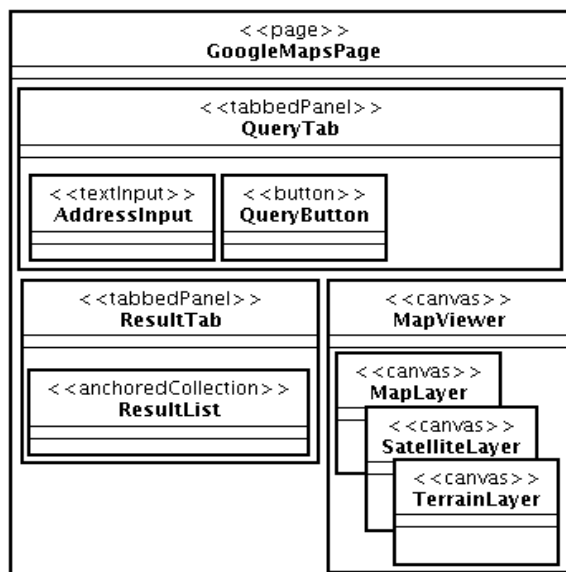 < <page> >
GoogleMapsPage
< <tabbedPanel> >
QueryTab
< <textInput> >
AddressInput
< <button> >
QueryButton
< <tabbedPanel> >
ResultTab
< <anchoredCollection> >
ResultList
< <canvas> >
MapViewer
< <canvas> >
MapLayer
< <canvas> >
SatelliteLayer
< <canvas> >
TerrainLayer